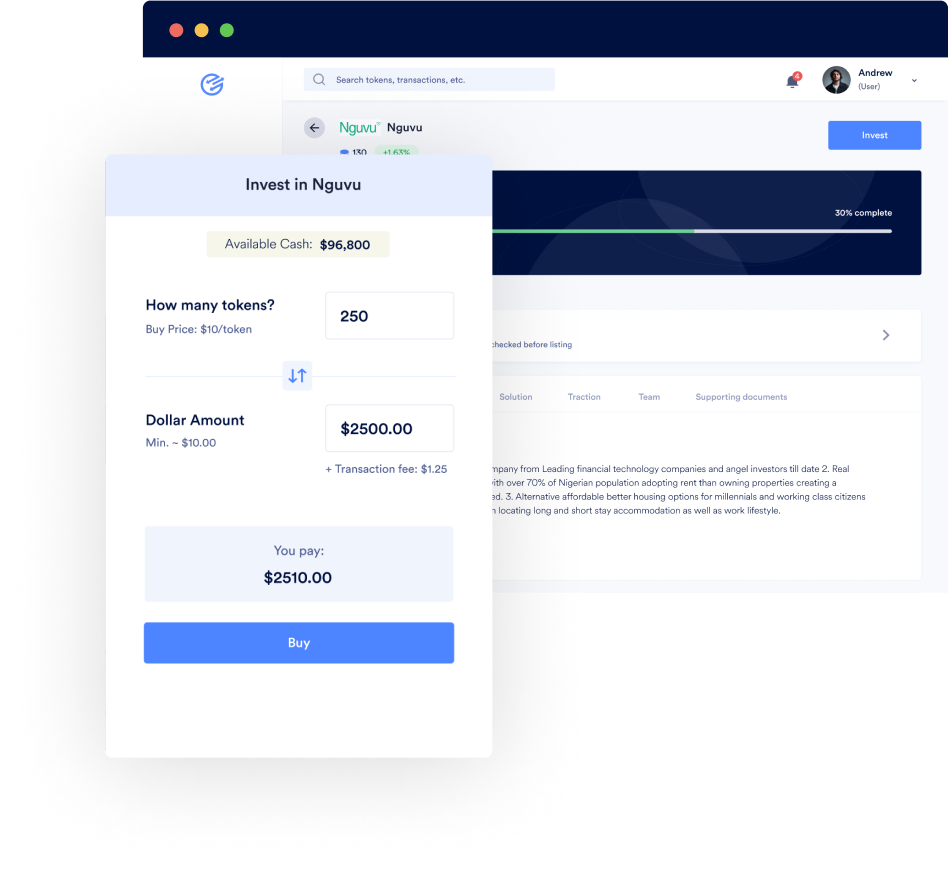 Search tokens, transactions, etc.
4
Andrew
(User)
Nguvu
Nguvu
Invest
130
+1.63%
Invest in Nguvu
Available Cash: $96,800
30% complete
How many tokens?
Buy Price: $10/token
250
checked before listing
Dollar Amount
Min. ~ $10.00
$2500.00
+ Transaction fee: $1.25
Solution
Traction
Team
Supporting documents
from Leading financial technology companies and angel investors till date 2. Real
with over 70% of Nigerian population adopting rent than owning properties creating a
3. Alternative affordable better housing options for millennials and working class citizens
locating long and short stay accommodation as well as work lifestyle.
You pay:
$2510.00
Buy